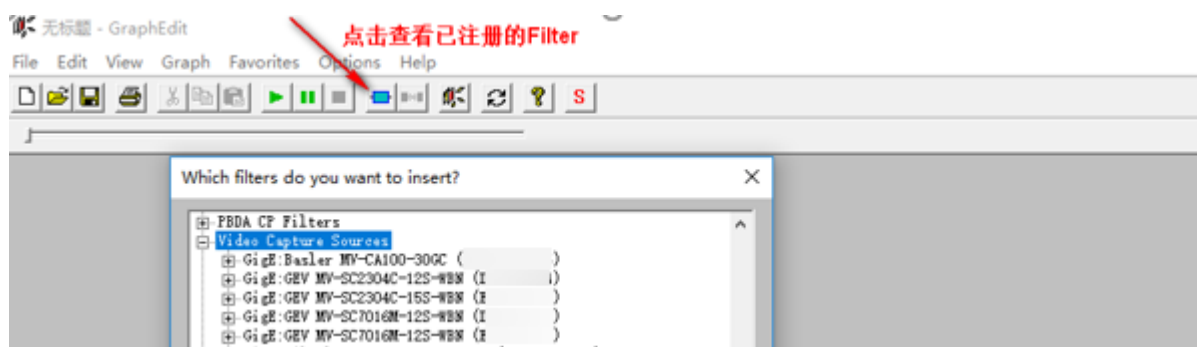 无标题 - GraphEdit
点击查看已注册的Filter
File Edit View Graph Favorites Options Help
S
Which filters do you want to insert?
PBDA CP Filters
Video Capture Sources
GigE:Basler MV-CA100-30GC ( )
GigE:GEV MV-SC2304C-12S-WBN ( )
GigE:GEV MV-SC2304C-15S-WBN ( )
GigE:GEV MV-SC7016M-12S-WBN ( )
GigE:GEV MV-SC7016M-12S-WBN ( )